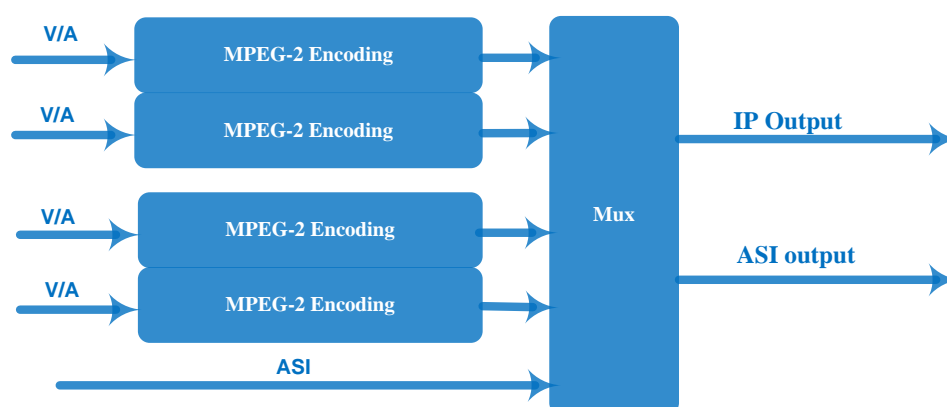 V/A
MPEG-2 Encoding
V/A
MPEG-2 Encoding
IP Output
V/A
MPEG-2 Encoding
Mux
ASI output
V/A
MPEG-2 Encoding
ASI